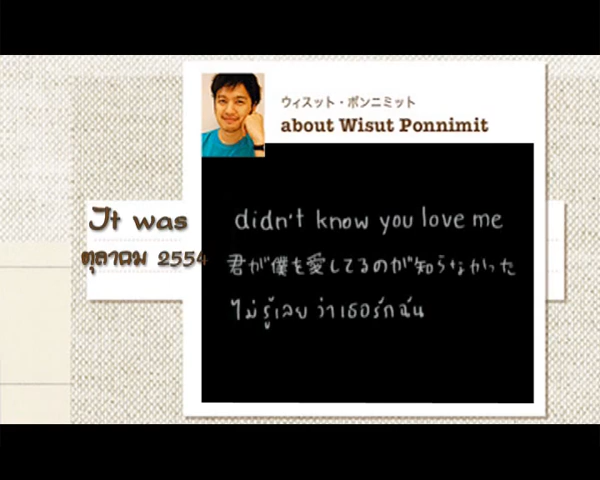 ウィスット・ポンニミット
about Wisut Ponnimit
It was
ตุลาคม 2554
didn't know you love me
君が僕を愛してるのが知らなかった
ไม่รู้เลย ว่าเธอรักฉัน